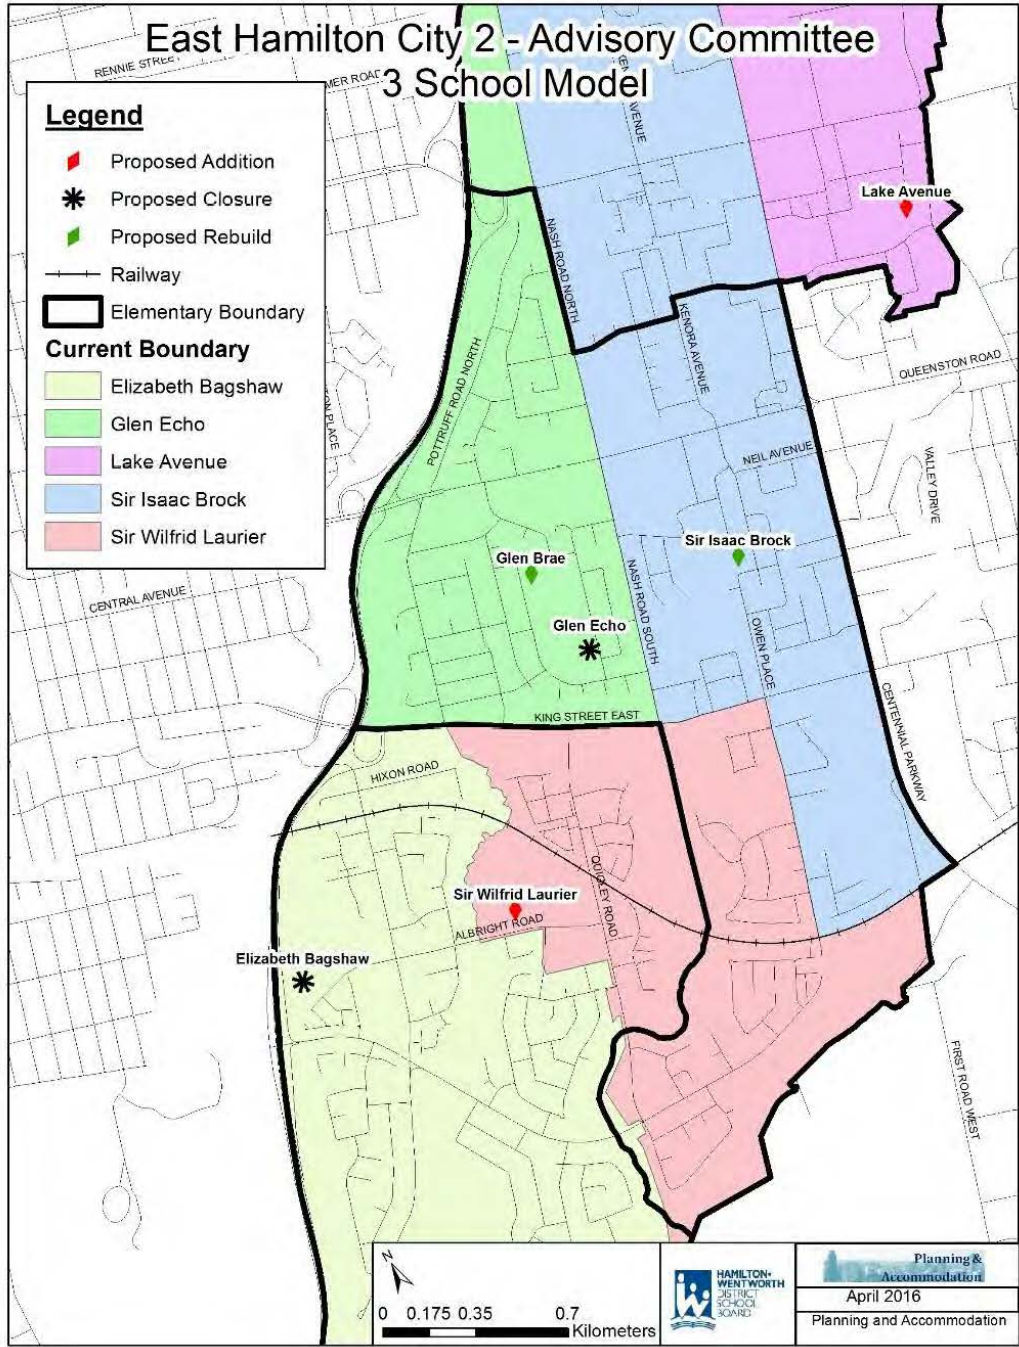 East Hamilton City 2 - Advisory Committee
3 School Model
RENNIE STREET
Legend
Proposed Addition
Proposed Closure
Proposed Rebuild
Railway
Elementary Boundary
Current Boundary
Elizabeth Bagshaw
Glen Echo
Lake Avenue
Sir Isaac Brock
Sir Wilfrid Laurier
Lake Avenue
NASH ROAD NORTH
KENORA AVENUE
POTTRUFF ROAD NORTH
QUEENSTON ROAD
NEIL AVENUE
VALLEY DRIVE
Sir Isaac Brock
Glen Brae
NASH ROAD SOUTH
CENTRAL AVENUE
Glen Echo
OWEN PLACE
KING STREET EAST
CENTENNIAL PARKWAY
HIXON ROAD
QUIGLEY ROAD
Sir Wilfrid Laurier
ALBRIGHT ROAD
Elizabeth Bagshaw
FIRST ROAD WEST
N
0 0.175 0.35 0.7
Kilometers
HAMILTON-
WENTWORTH
DISTRICT
SCHOOL
BOARD
Planning &
Accommodation
April 2016
Planning and Accommodation